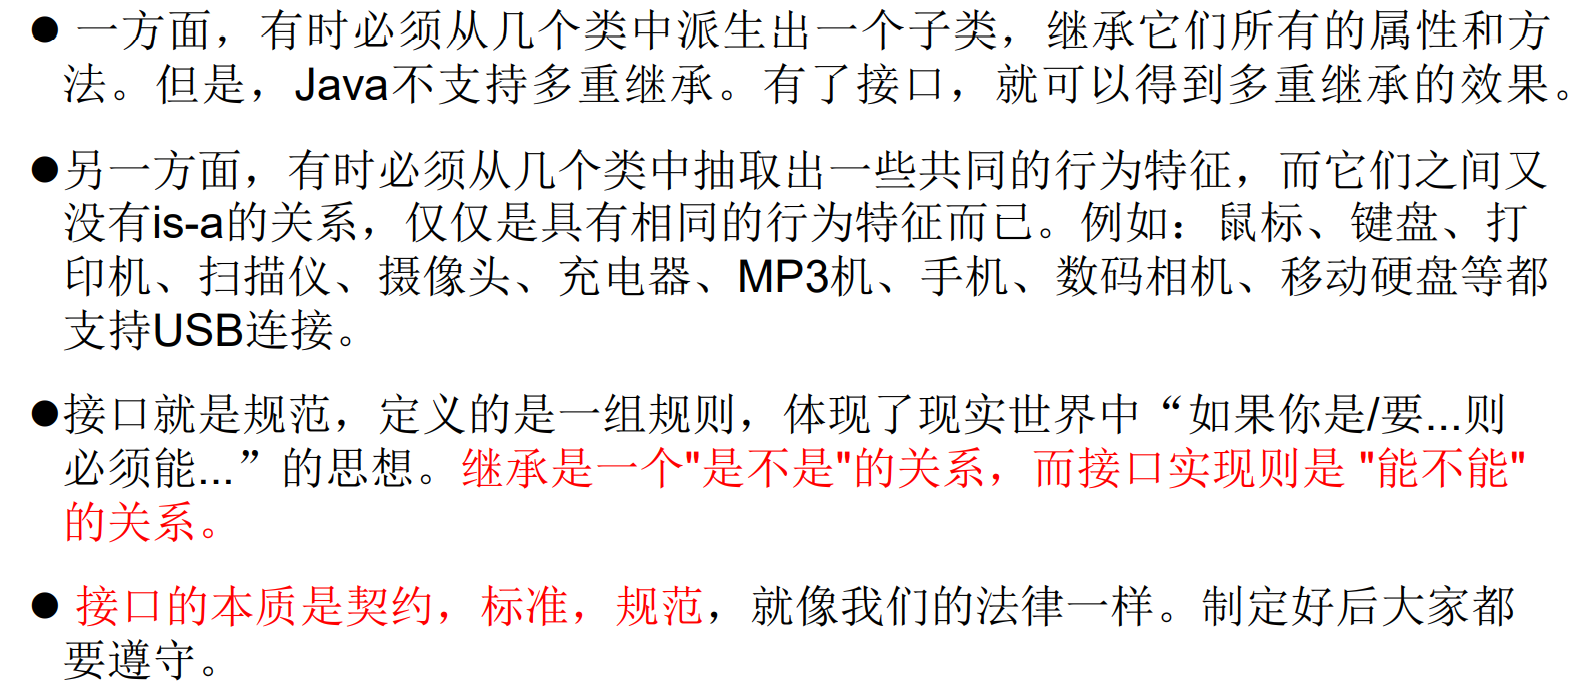 ● 一方面，有时必须从几个类中派生出一个子类，继承它们所有的属性和方
法。但是，Java不支持多重继承。有了接口，就可以得到多重继承的效果。
●另一方面，有时必须从几个类中抽取出一些共同的行为特征，而它们之间又
没有is-a的关系，仅仅是具有相同的行为特征而已。例如：鼠标、键盘、打
印机、扫描仪、摄像头、充电器、MP3机、手机、数码相机、移动硬盘等都
支持USB连接。
●接口就是规范，定义的是一组规则，体现了现实世界中“如果你是/要...则
必须能...”的思想。继承是一个"是不是"的关系，而接口实现则是 "能不能"
的关系。
● 接口的本质是契约，标准，规范，就像我们的法律一样。制定好后大家都
要遵守。